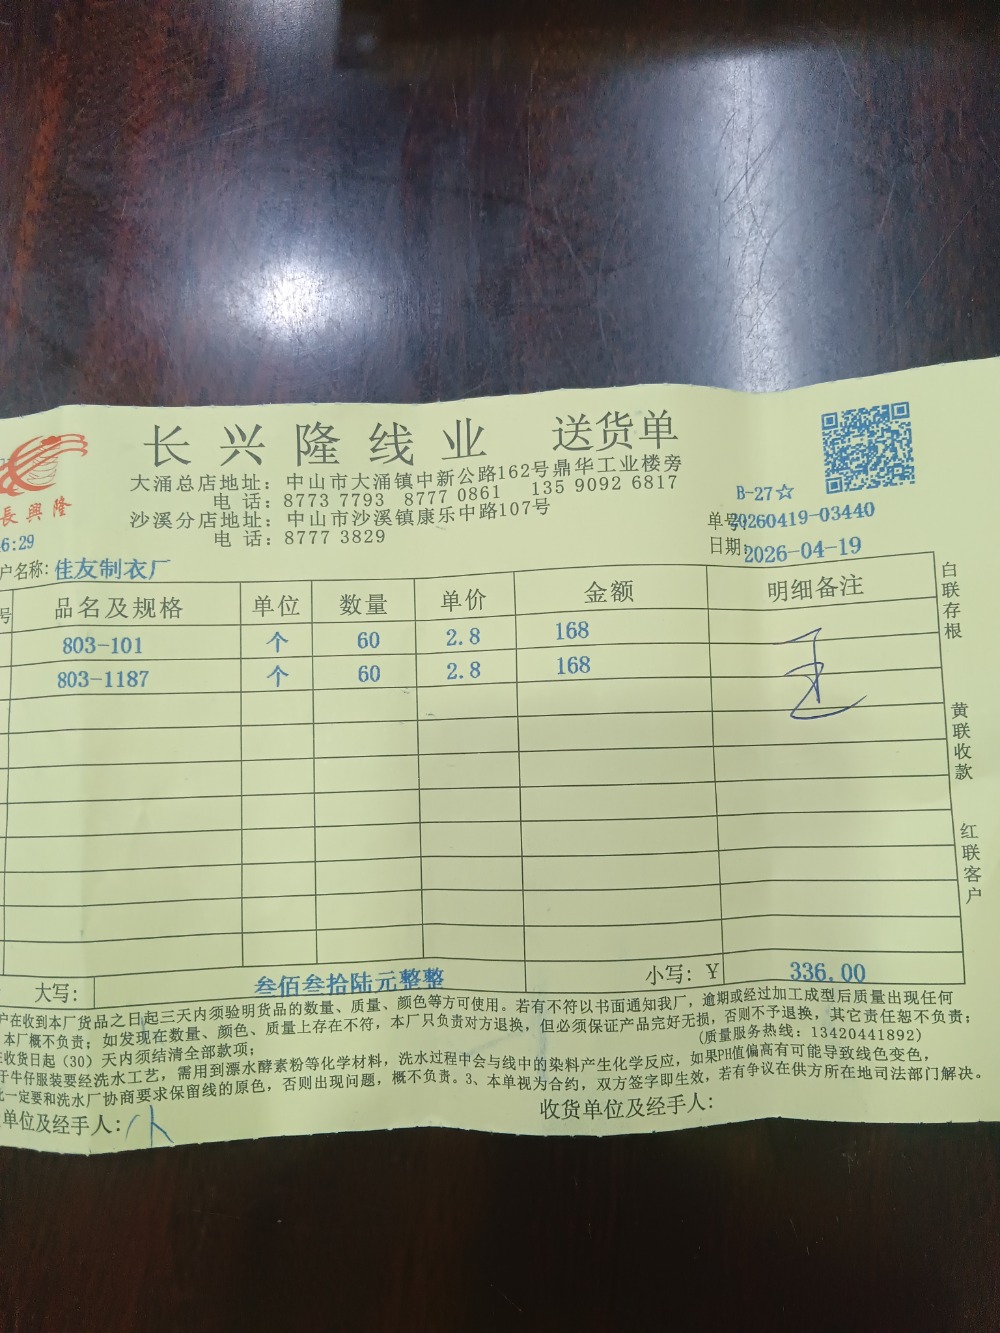 长兴隆线业 送货单
大涌总店地址：中山市大涌镇中新公路162号鼎华工业楼旁
电 话：8773 7793 8777 0861 135 9092 6817
沙溪分店地址：中山市沙溪镇康乐中路107号
电 话：8777 3829
長興隆
B-27☆
单号:20260419-03440
6:29
日期:2026-04-19
户名称:佳友制衣厂
号 品名及规格 单位 数量 单价 金额 明细备注
803-101 个 60 2.8 168
803-1187 个 60 2.8 168
白联存根
黄联收款
红联客户
大写: 叁佰叁拾陆元整整 小写: Y 336.00
户在收到本厂货品之日起三天内须验明货品的数量、质量、颜色等方可使用。若有不符以书面通知我厂，逾期或经过加工成型后质量出现任何
本厂概不负责；如发现在数量、颜色、质量上存在不符，本厂只负责对方退换，但必须保证产品完好无损，否则不予退换，其它责任恕不负责；
收货日起（30）天内须结清全部款项； (质量服务热线：13420441892)
于牛仔服装要经洗水工艺，需用到漂水酵素粉等化学材料，洗水过程中会与线中的染料产生化学反应，如果PH值偏高有可能导致线色变色，
一定要和洗水厂协商要求保留线的原色，否则出现问题，概不负责。3、本单视为合约，双方签字即生效，若有争议在供方所在地司法部门解决。
单位及经手人: 收货单位及经手人: